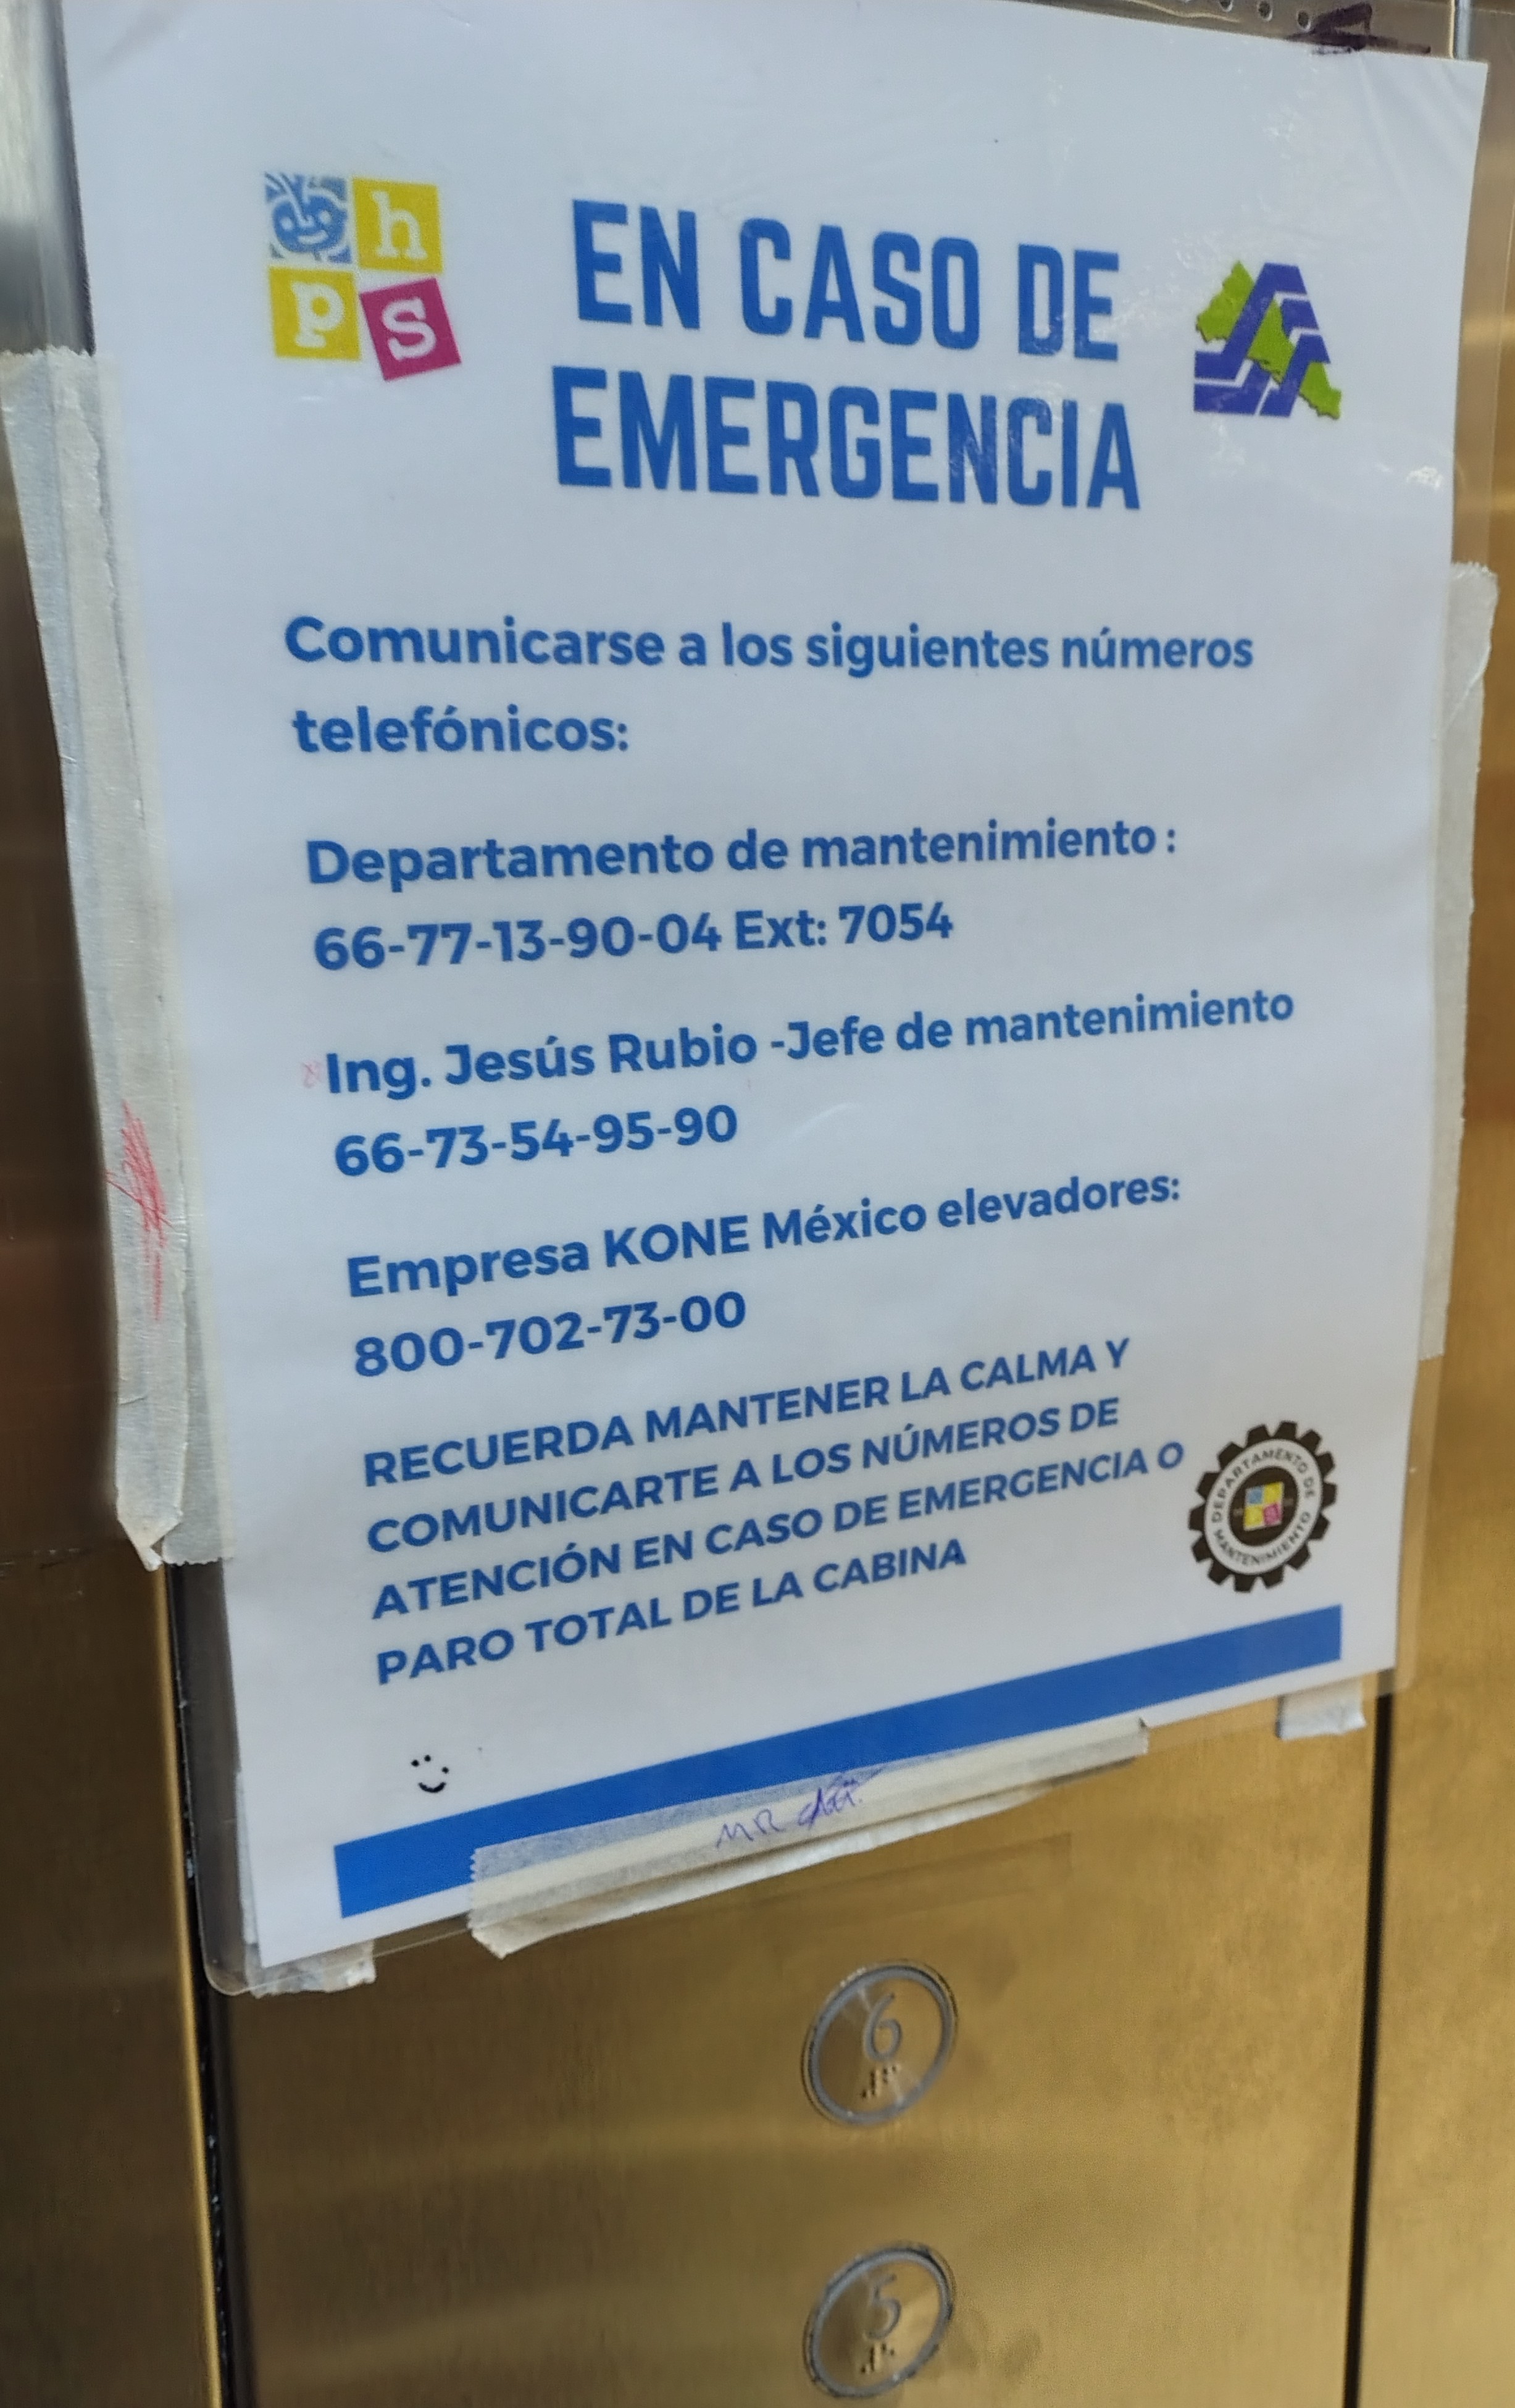 h
p s
EN CASO DE
EMERGENCIA
Comunicarse a los siguientes números
telefónicos:
Departamento de mantenimiento :
66-77-13-90-04 Ext: 7054
Ing. Jesús Rubio -Jefe de mantenimiento
66-73-54-95-90
Empresa KONE México elevadores:
800-702-73-00
RECUERDA MANTENER LA CALMA Y
COMUNICARTE A LOS NÚMEROS DE
ATENCIÓN EN CASO DE EMERGENCIA O
PARO TOTAL DE LA CABINA
DEPARTAMENTO DE
MANTENIMIENTO
MR
6
5